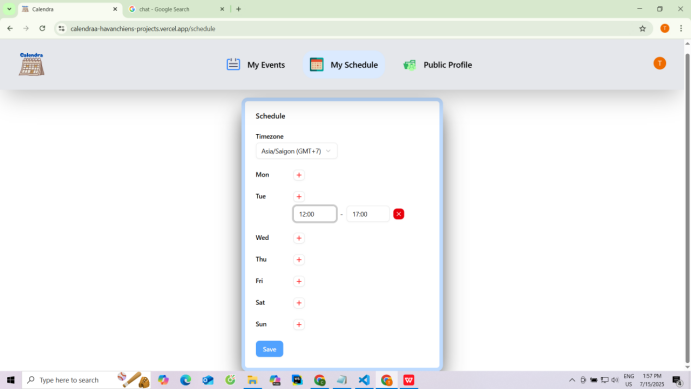 Calendra
chat - Google Search
calendraa-havanchiens-projects.vercel.app/schedule
T
Calendra
My Events
My Schedule
Public Profile
T
Schedule
Timezone
Asia/Saigon (GMT+7)
Mon +
Tue +
12:00 - 17:00
Wed +
Thu +
Fri +
Sat +
Sun +
Save
Type here to search
ENG
US
1:57 PM
7/15/2025